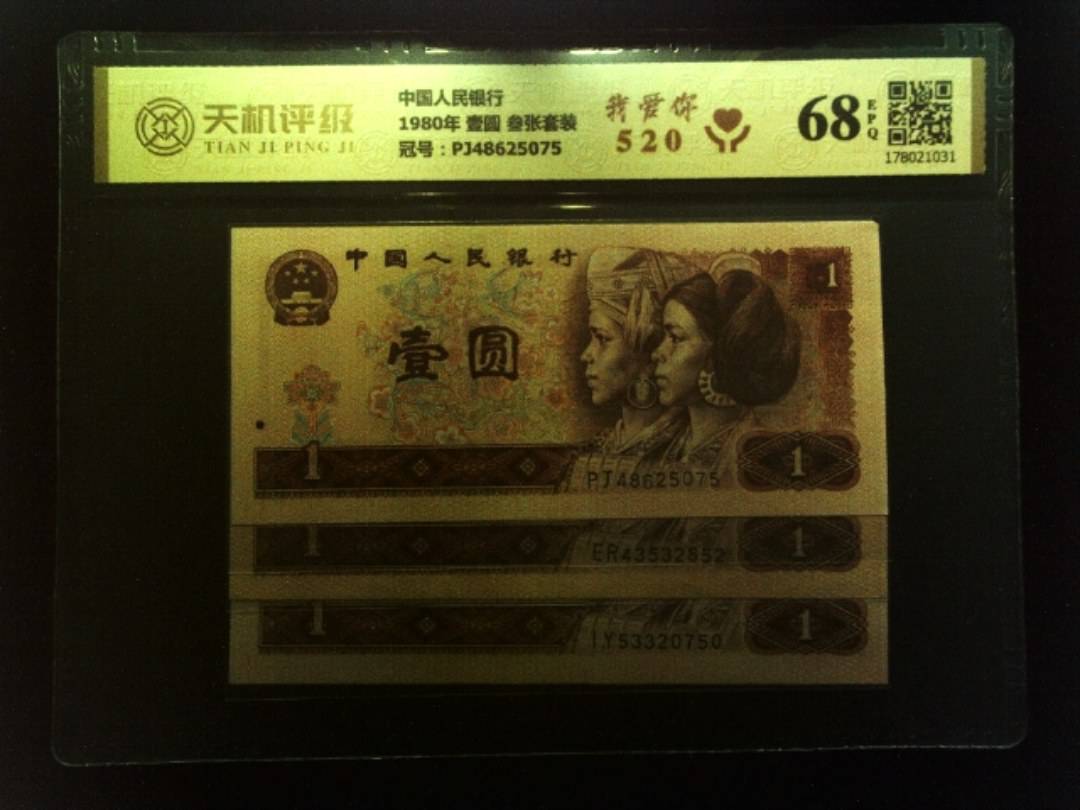 天机评级
TIAN JI PING JI
中国人民银行
1980年 壹圆 叁张套装
冠号：PJ48625075
我爱你
520
68
EPQ
178021031
中国人民银行
1
壹圆
1
PJ48625075
1
1
ER43532852
1
1
IY53320750
1